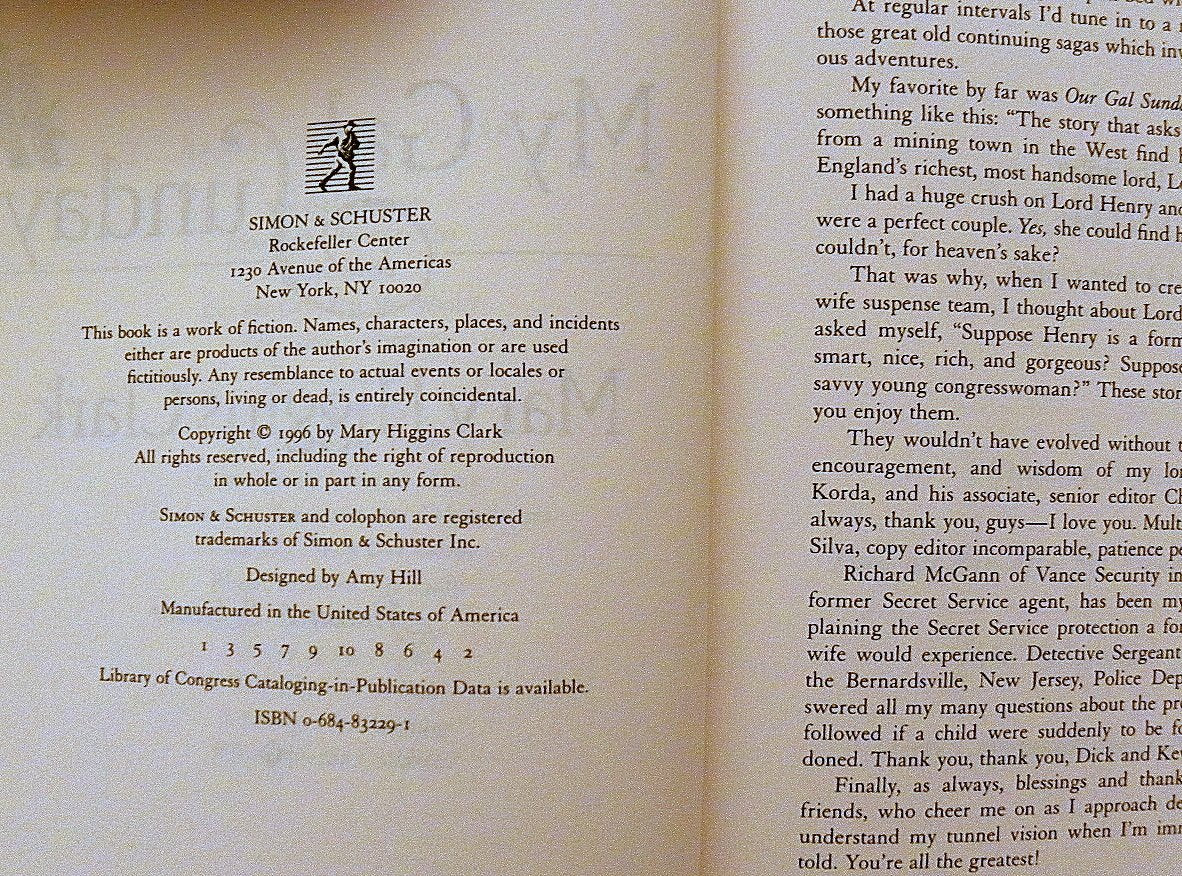 SIMON & SCHUSTER
Rockefeller Center
1230 Avenue of the Americas
New York, NY 10020
This book is a work of fiction. Names, characters, places, and incidents
either are products of the author's imagination or are used
fictitiously. Any resemblance to actual events or locales or
persons, living or dead, is entirely coincidental.
Copyright © 1996 by Mary Higgins Clark
All rights reserved, including the right of reproduction
in whole or in part in any form.
SIMON & SCHUSTER and colophon are registered
trademarks of Simon & Schuster Inc.
Designed by Amy Hill
Manufactured in the United States of America
1 3 5 7 9 10 8 6 4 2
Library of Congress Cataloging-in-Publication Data is available.
ISBN 0-684-83229-1
At regular intervals I'd tune in to a
those great old continuing sagas which
ous adventures.
My favorite by far was Our Gal
something like this: "The story that asks
from a mining town in the West find
England's richest, most handsome lord,
I had a huge crush on Lord Henry and
were a perfect couple. Yes, she could find
couldn't, for heaven's sake?
That was why, when I wanted to
wife suspense team, I thought about Lord
asked myself, "Suppose Henry is a
smart, nice, rich, and gorgeous? Suppose
savvy young congresswoman?" These
you enjoy them.
They wouldn't have evolved without
encouragement, and wisdom of my
Korda, and his associate, senior editor
always, thank you, guys—I love you.
Silva, copy editor incomparable, patience
Richard McGann of Vance Security
former Secret Service agent, has been my
plaining the Secret Service protection a
wife would experience. Detective Sergeant
the Bernardsville, New Jersey, Police
swered all my many questions about the
followed if a child were suddenly to be
doned. Thank you, thank you, Dick and
Finally, as always, blessings and
friends, who cheer me on as I approach
understand my tunnel vision when I'm
told. You're all the greatest!